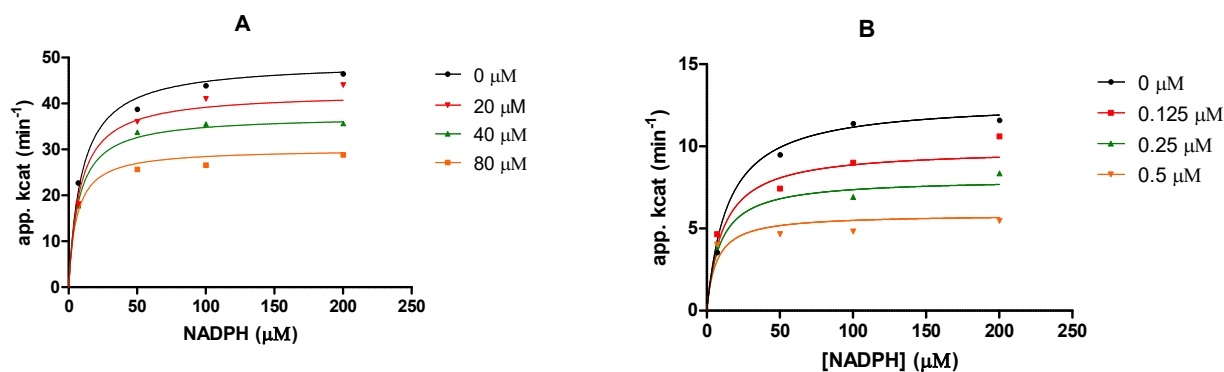 A
50
40
30
20
10
0
app. kcat (min-1)
0 50 100 150 200 250
NADPH (μM)
0 μM
20 μM
40 μM
80 μM
B
15
10
5
0
app. kcat (min-1)
0 50 100 150 200 250
[NADPH] (μM)
0 μM
0.125 μM
0.25 μM
0.5 μM